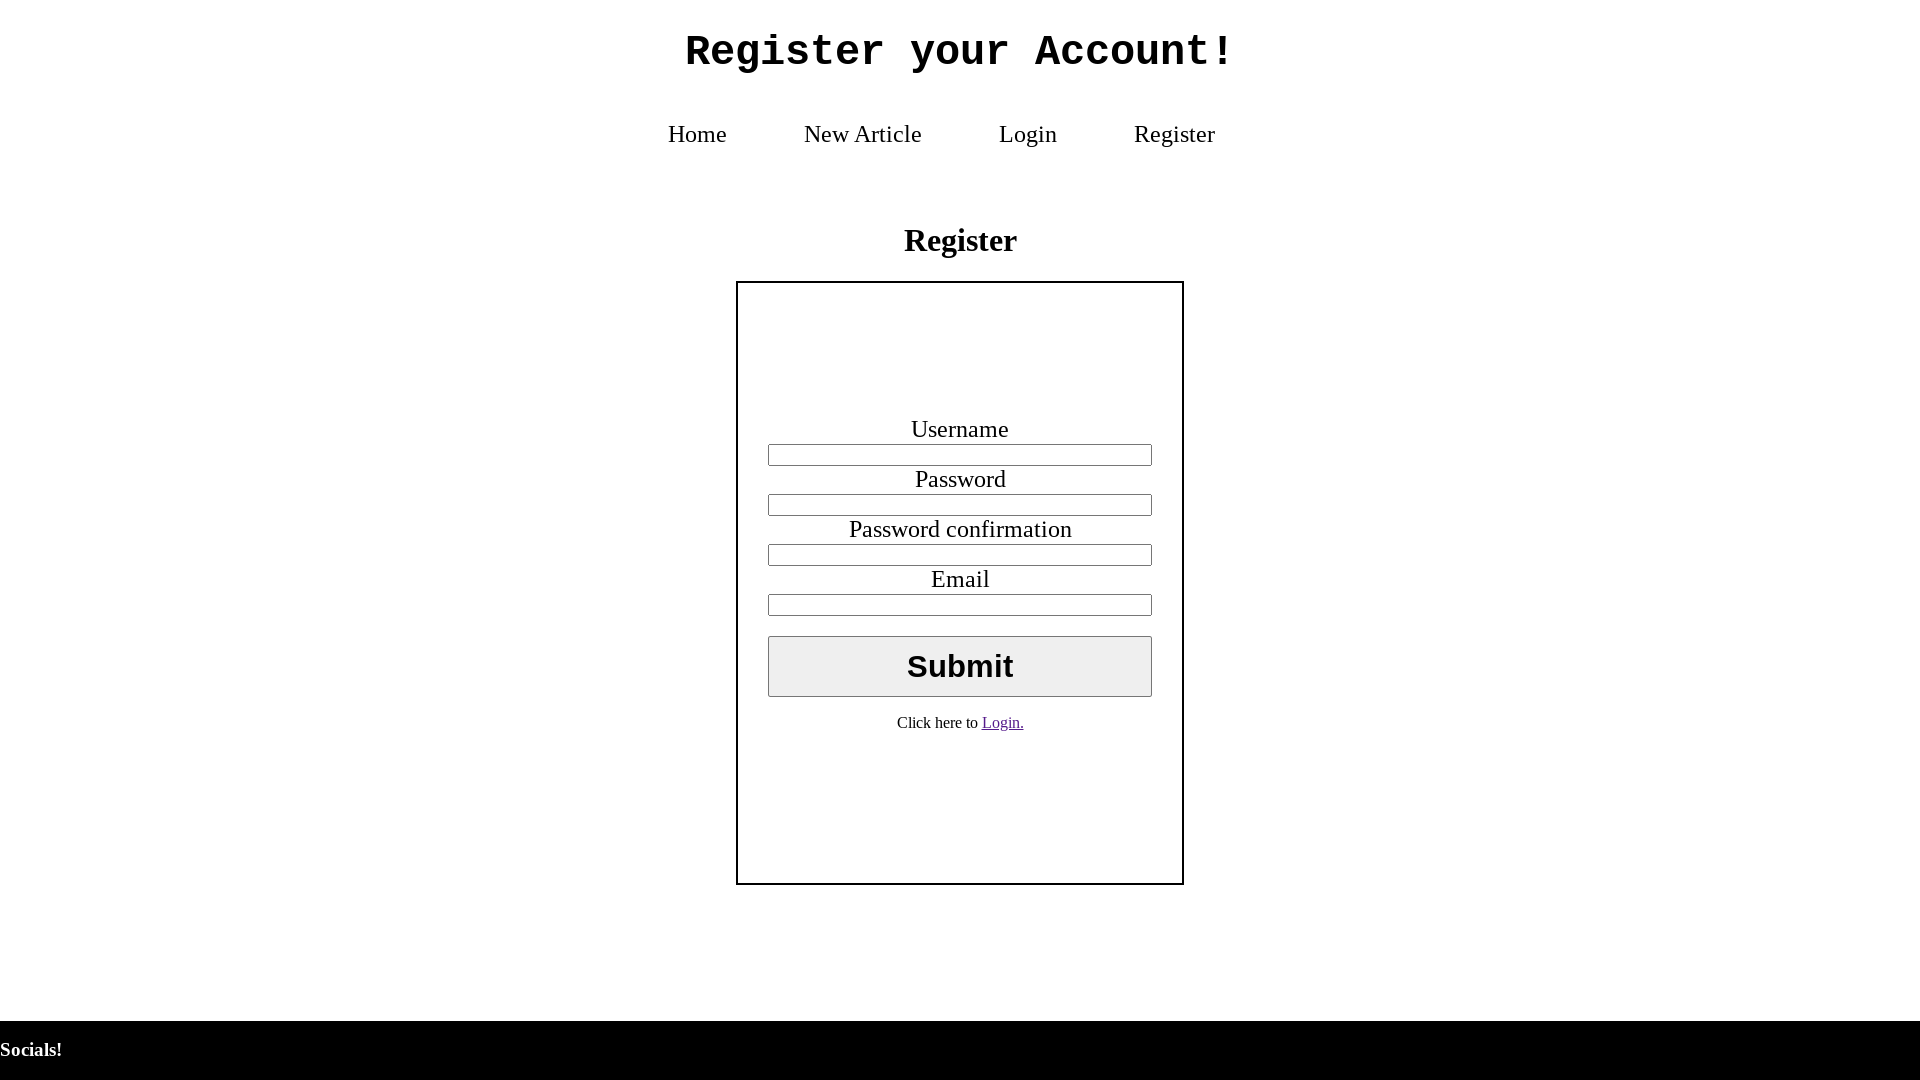 Register your Account!
Home New Article Login Register
Register
Username
Password
Password confirmation
Email
Submit
Click here to Login.
Socials!